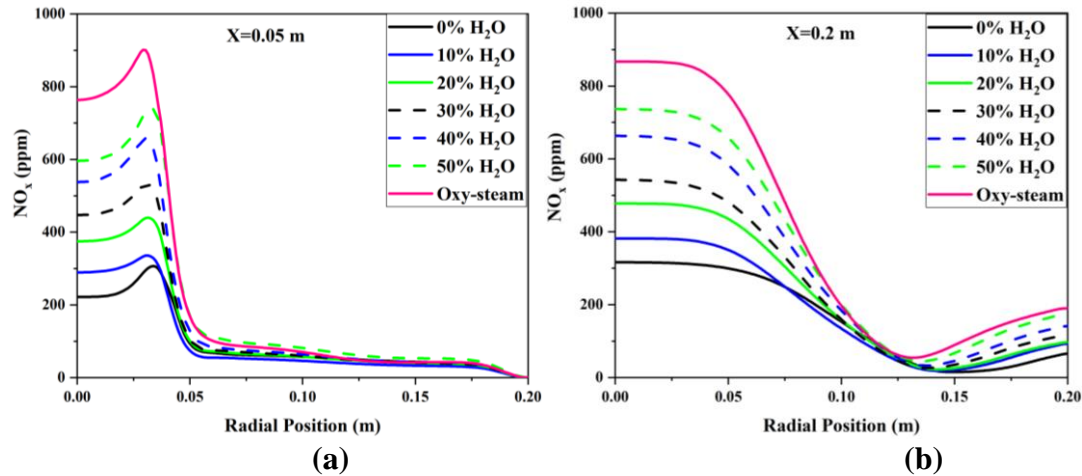 X=0.05 m
0% H₂O
10% H₂O
20% H₂O
30% H₂O
40% H₂O
50% H₂O
Oxy-steam
NOₓ (ppm)
1000
800
600
400
200
0
0.00 0.05 0.10 0.15 0.20
Radial Position (m)
(a)
X=0.2 m
0% H₂O
10% H₂O
20% H₂O
30% H₂O
40% H₂O
50% H₂O
Oxy-steam
NOₓ (ppm)
1000
800
600
400
200
0
0.00 0.05 0.10 0.15 0.20
Radial Position (m)
(b)